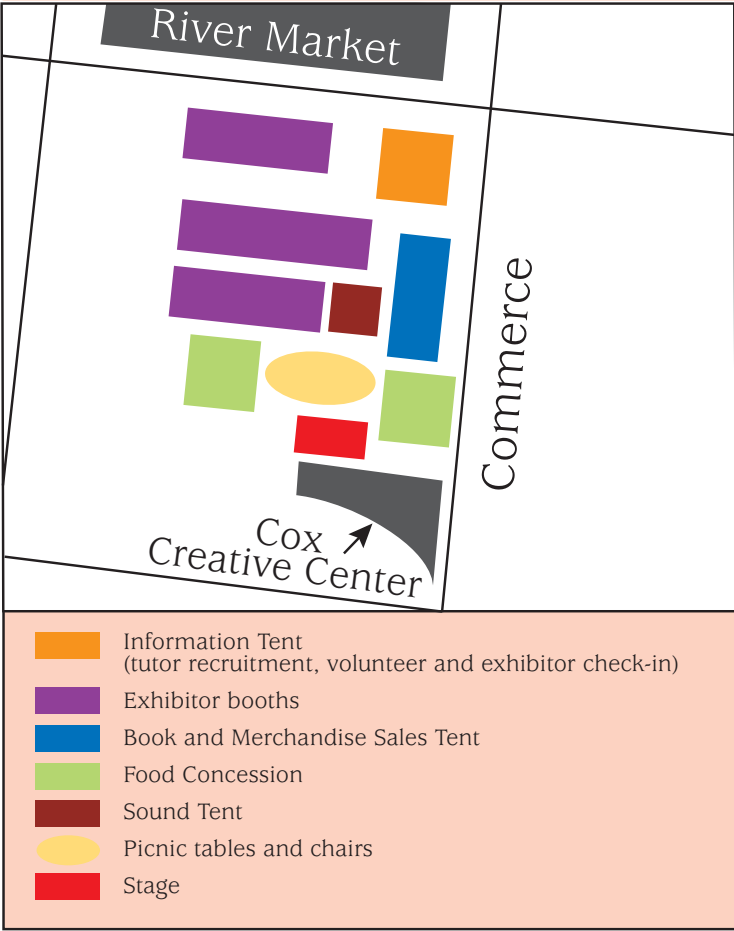 River Market
Commerce
Cox
Creative Center
Information Tent
(tutor recruitment, volunteer and exhibitor check-in)
Exhibitor booths
Book and Merchandise Sales Tent
Food Concession
Sound Tent
Picnic tables and chairs
Stage